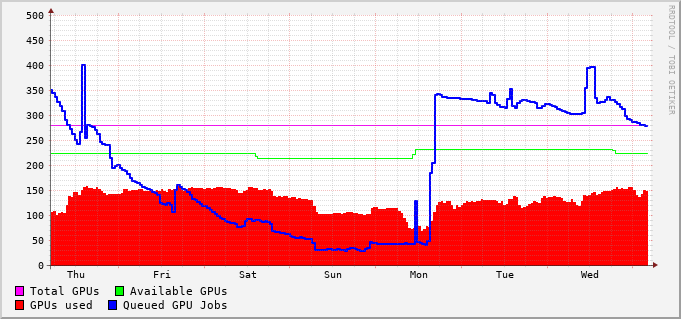 500
450
400
350
300
250
200
150
100
50
0
Thu Fri Sat Sun Mon Tue Wed
Total GPUs Available GPUs
GPUs used Queued GPU Jobs
RRDTOOL / TOBI OETIKER